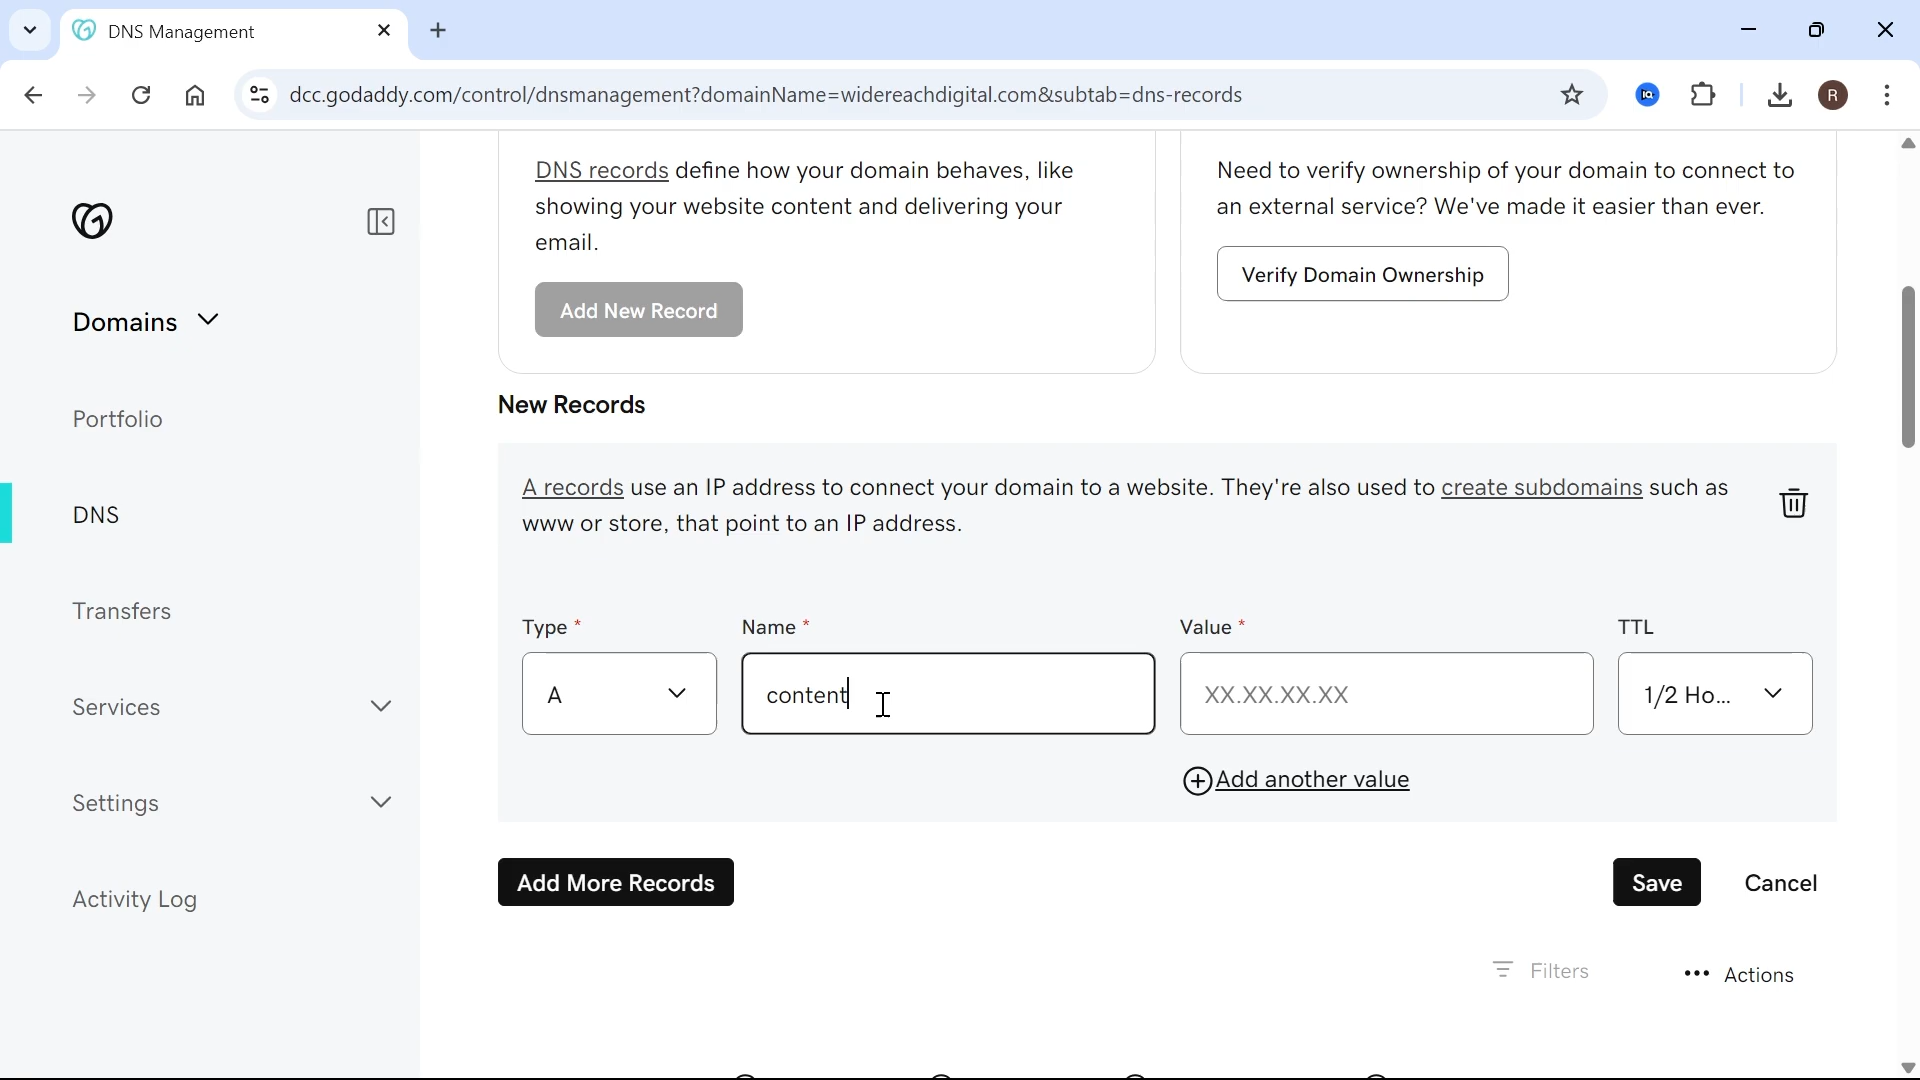 DNS Management
dcc.godaddy.com/control/dnsmanagement?domainName=widereachdigital.com&subtab=dns-records
R
Domains
Portfolio
DNS
Transfers
Services
Settings
Activity Log
DNS records define how your domain behaves, like
showing your website content and delivering your
email.
Add New Record
Need to verify ownership of your domain to connect to
an external service? We've made it easier than ever.
Verify Domain Ownership
New Records
A records use an IP address to connect your domain to a website. They're also used to create subdomains such as
www or store, that point to an IP address.
Type * Name * Value * TTL
A content XX.XX.XX.XX 1/2 Ho...
Add another value
Add More Records Save Cancel
Filters Actions